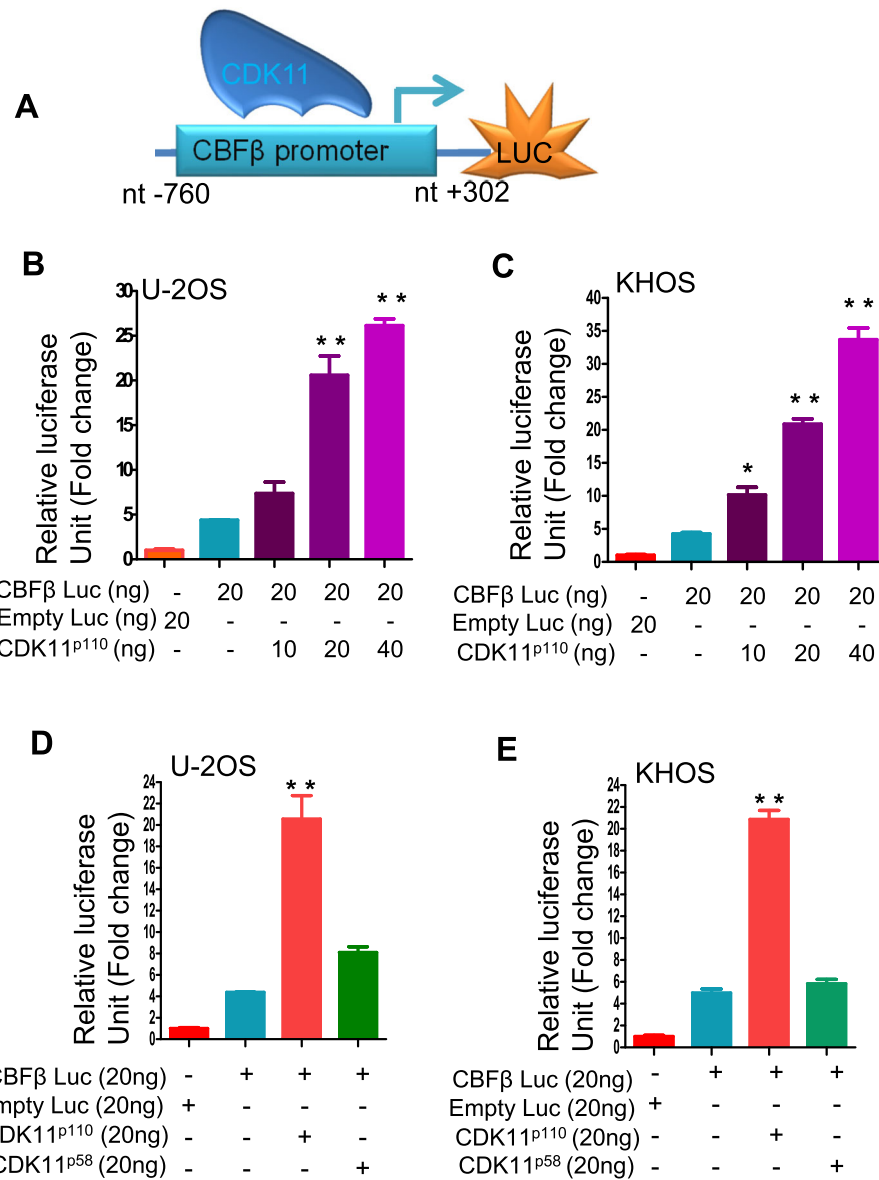 A
CDK11
CBFβ promoter
LUC
nt -760
nt +302
B
U-2OS
Relative luciferase
Unit (Fold change)
30
25
20
15
10
5
0
* *
* *
CBFβ Luc (ng) - 20 20 20 20
Empty Luc (ng) 20 - - - -
CDK11p110 (ng) - - 10 20 40
C
KHOS
Relative luciferase
Unit (Fold change)
40
35
30
25
20
15
10
5
0
*
* *
* *
CBFβ Luc (ng) - 20 20 20 20
Empty Luc (ng) 20 - - - -
CDK11p110 (ng) - - 10 20 40
D
U-2OS
Relative luciferase
Unit (Fold change)
24
22
20
18
16
14
12
10
8
6
4
2
0
* *
CBFβ Luc (20ng) - + + +
mpty Luc (20ng) + - - -
DK11p110 (20ng) - - + -
CDK11p58 (20ng) - - - +
E
KHOS
Relative luciferase
Unit (Fold change)
24
22
20
18
16
14
12
10
8
6
4
2
0
* *
CBFβ Luc (20ng) - + + +
Empty Luc (20ng) + - - -
CDK11p110 (20ng) - - + -
CDK11p58 (20ng) - - - +